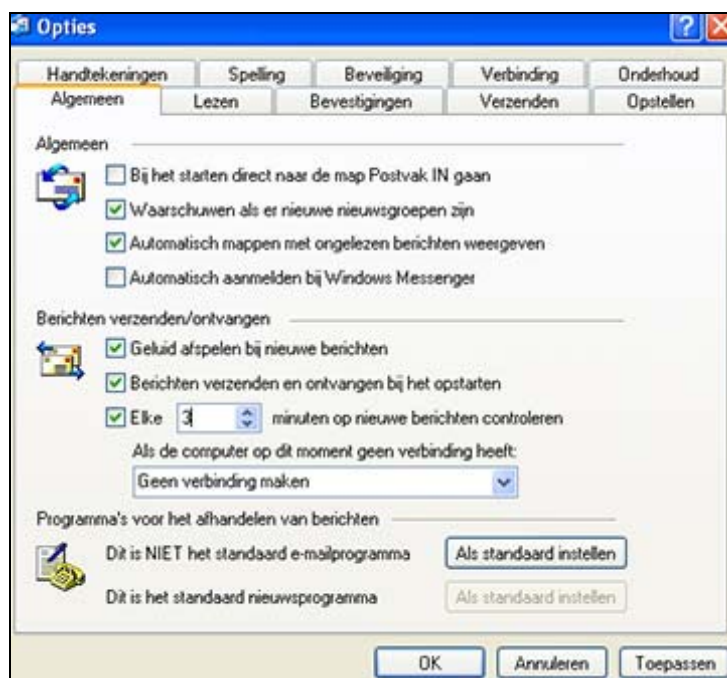 Opties
Handtekeningen Spelling Beveiliging Verbinding Onderhoud
Algemeen Lezen Bevestigingen Verzenden Opstellen
Algemeen
Bij het starten direct naar de map Postvak IN gaan
Waarschuwen als er nieuwe nieuwsgroepen zijn
Automatisch mappen met ongelezen berichten weergeven
Automatisch aanmelden bij Windows Messenger
Berichten verzenden/ontvangen
Geluid afspelen bij nieuwe berichten
Berichten verzenden en ontvangen bij het opstarten
Elke 3 minuten op nieuwe berichten controleren
Als de computer op dit moment geen verbinding heeft:
Geen verbinding maken
Programma's voor het afhandelen van berichten
Dit is NIET het standaard e-mailprogramma Als standaard instellen
Dit is het standaard nieuwsprogramma Als standaard instellen
OK Annuleren Toepassen